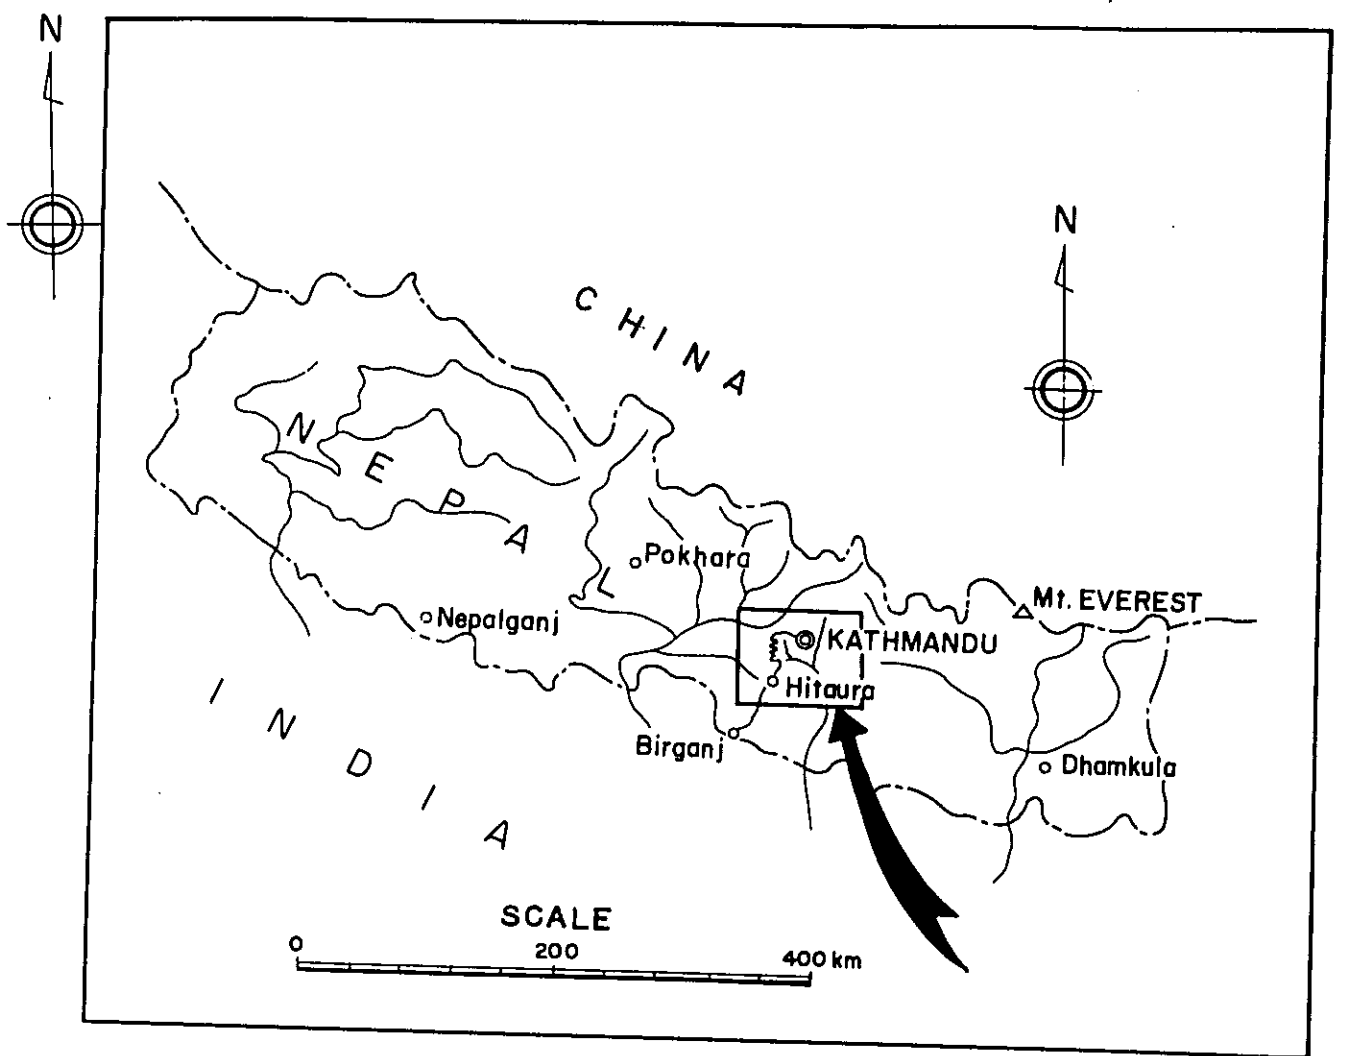 N
N
CHINA
NEPAL
Pokhara
Mt. EVEREST
Nepalganj
KATHMANDU
Hitaura
INDIA
Birganj
Dhamkula
SCALE
0 200 400 km